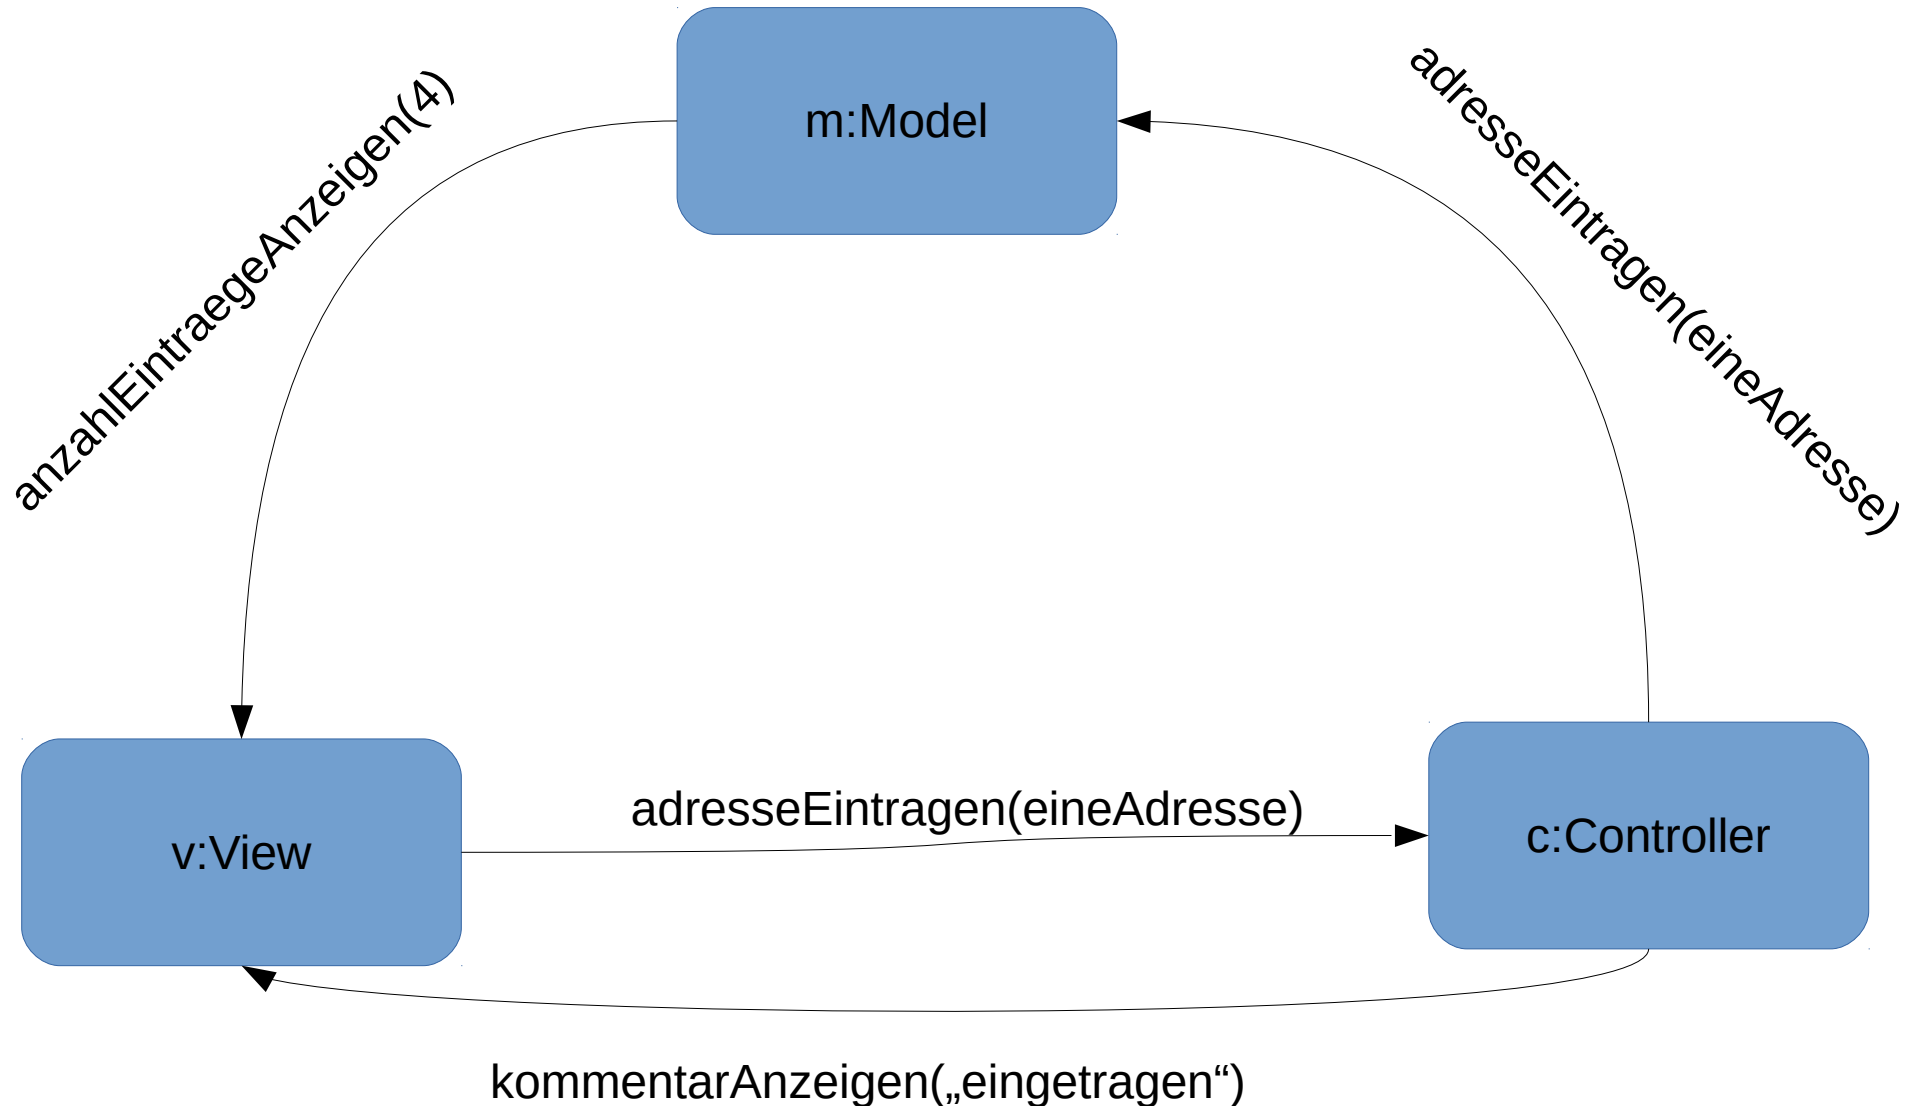 m:Model
anzahlEintraegeAnzeigen(4)
adresseEintragen(eineAdresse)
adresseEintragen(eineAdresse)
v:View
c:Controller
kommentarAnzeigen(„eingetragen“)